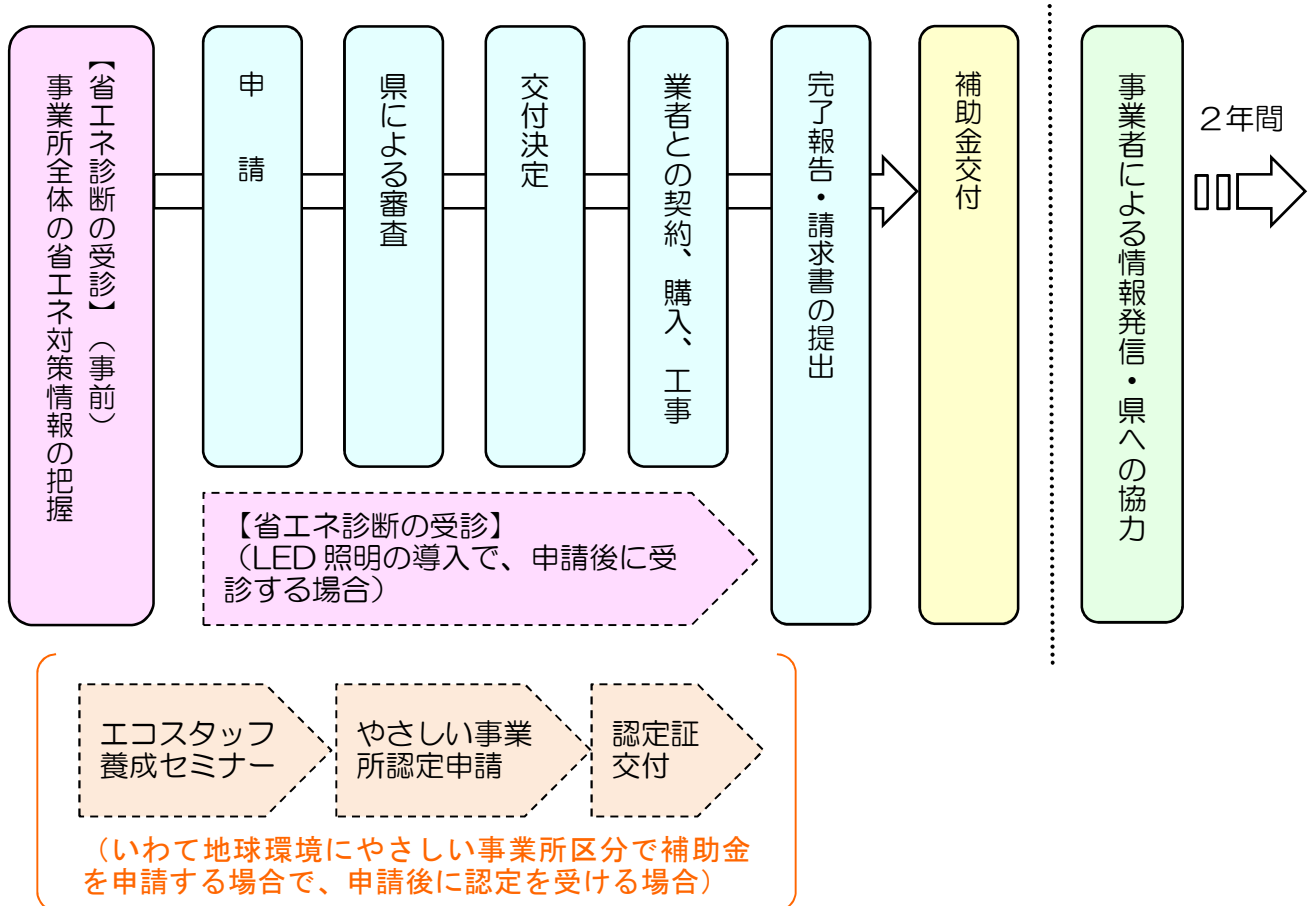 【省エネ診断の受診】（事前）
事業所全体の省エネ対策情報の把握
申　請
県による審査
交付決定
業者との契約、購入、工事
完了報告・請求書の提出
補助金交付
事業者による情報発信・県への協力
２年間
【省エネ診断の受診】
（LED 照明の導入で、申請後に受
診する場合）
エコスタッフ
養成セミナー
やさしい事業
所認定申請
認定証
交付
（いわて地球環境にやさしい事業所区分で補助金
を申請する場合で、申請後に認定を受ける場合）